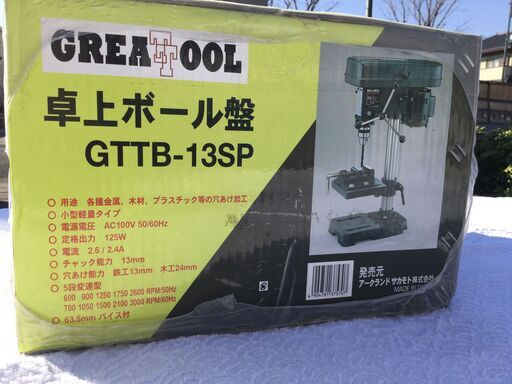 GREATTOOL
卓上ボール盤
GTTB-13SP
○ 用途 各種金属、木材、プラスチック等の穴あけ加工
○ 小型軽量タイプ
○ 電源電圧 AC100V 50/60Hz
○ 定格出力 125W
○ 電流 2.6 / 2.4A
○ チャック能力 13mm
○ 穴あけ能力 鉄工13mm 木工24mm
○ 5段変速型
600 900 1250 1750 2600 RPM/50Hz
700 1050 1500 2100 3000 RPM/60Hz
○ 63.5mm バイス付
発売元
アークランド サカモト株式会社
MADE IN